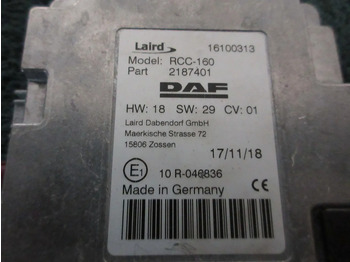 Laird 16100313
Model: RCC-160
Part 2187401
DAF
HW: 18 SW: 29 CV: 01
Laird Dabendorf GmbH
Maerkische Strasse 72
15806 Zossen
17/11/18
E1 10 R-046836
Made in Germany CE